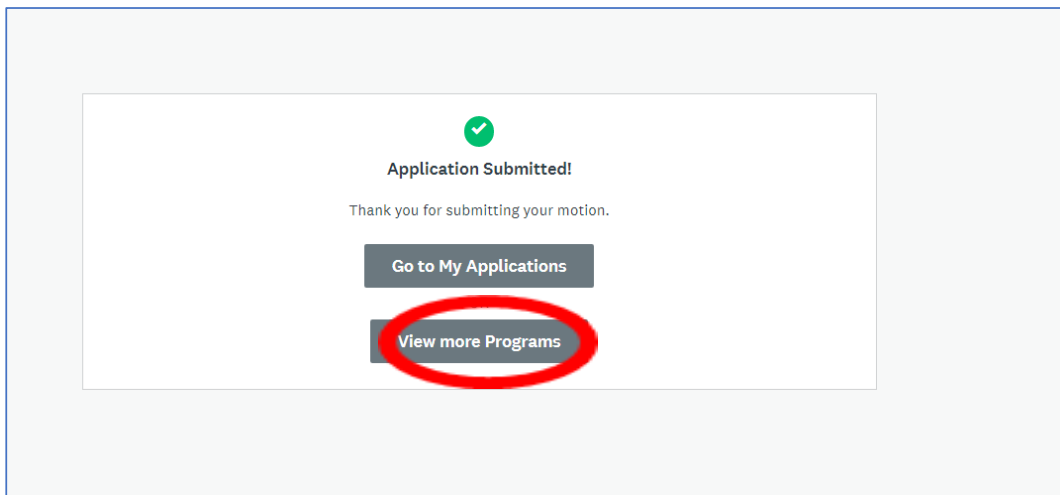 Application Submitted!
Thank you for submitting your motion.
Go to My Applications
View more Programs